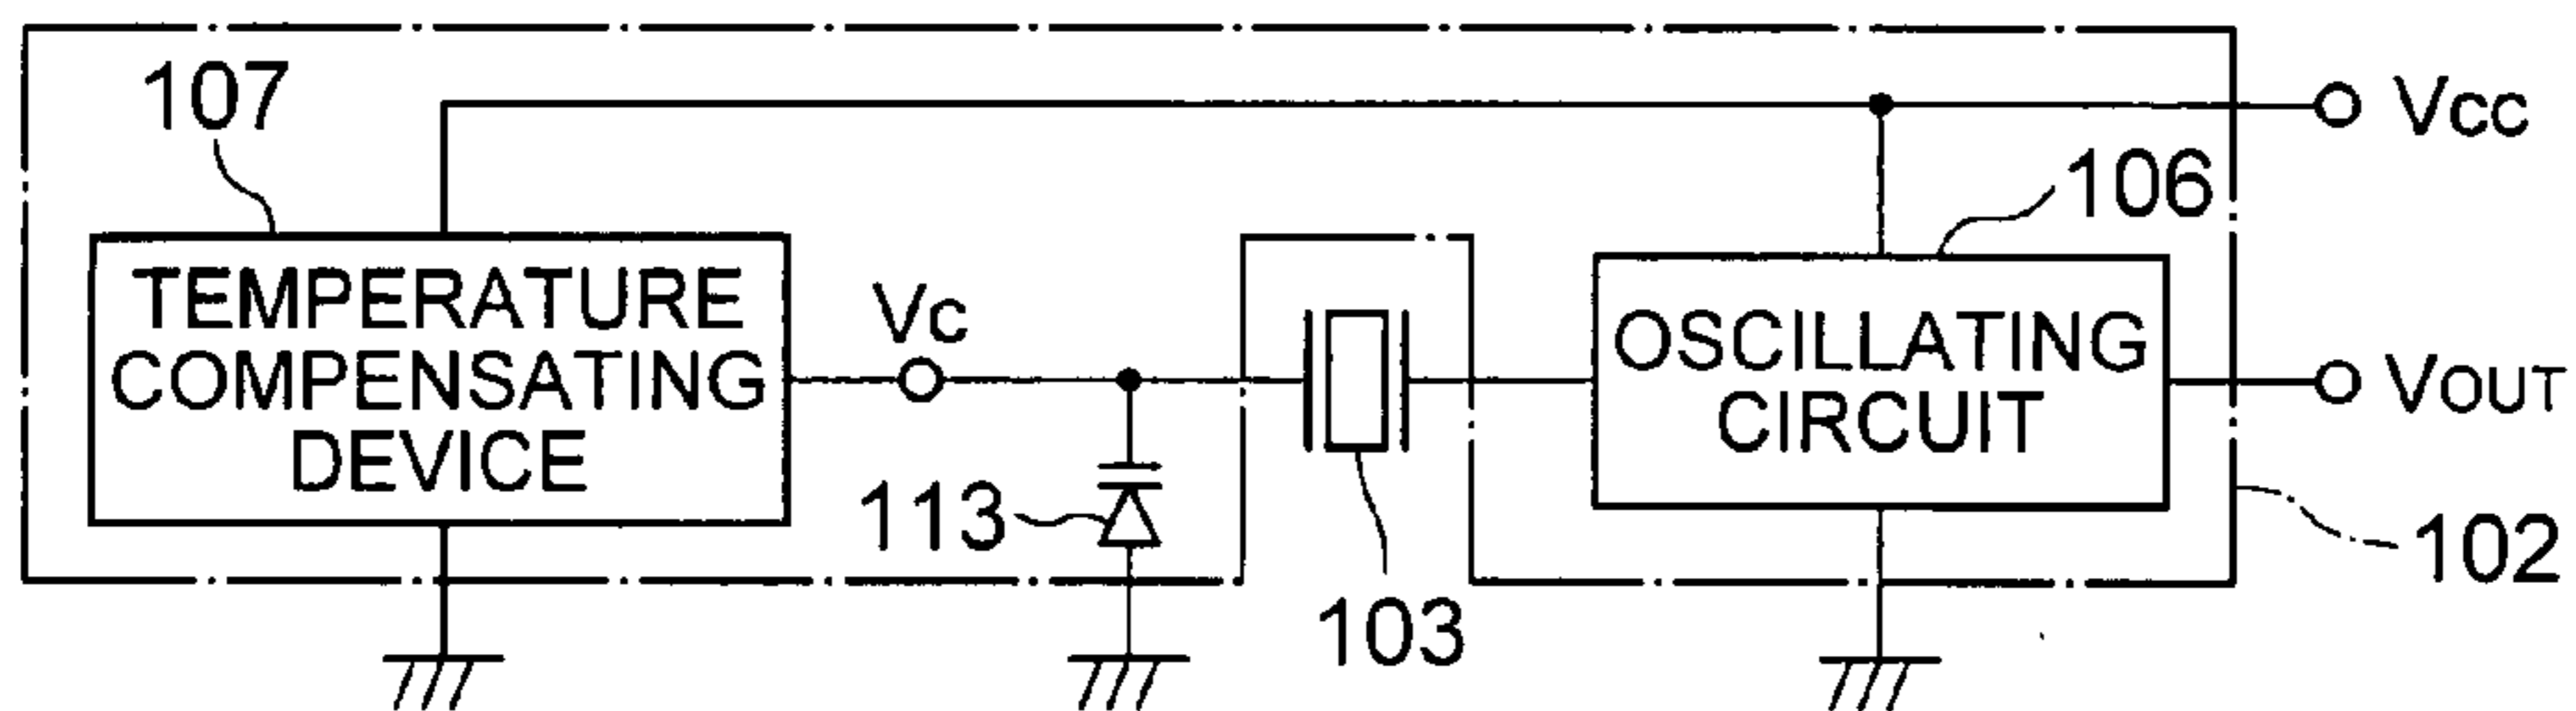 107
VCC
106
TEMPERATURE
COMPENSATING
DEVICE
VC
OSCILLATING
CIRCUIT
VOUT
113
103
102